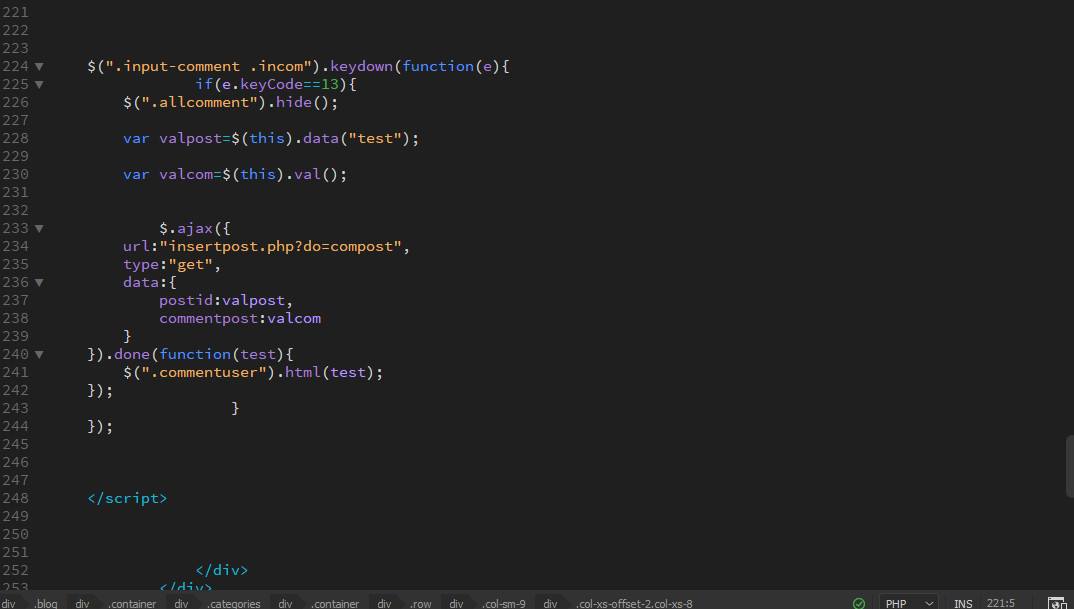 221
222
223
224 $(".input-comment .incom").keydown(function(e){
225 if(e.keyCode==13){
226 $(".allcomment").hide();
227
228 var valpost=$(this).data("test");
229
230 var valcom=$(this).val();
231
232
233 $.ajax({
234 url:"insertpost.php?do=compost",
235 type:"get",
236 data:{
237 postid:valpost,
238 commentpost:valcom
239 }
240 }).done(function(test){
241 $(".commentuser").html(test);
242 });
243 }
244 });
245
246
247
248 </script>
249
250
251
252 </div>
253 </div>
div .blog div .container div .categories div .container div .row div .col-sm-9 div .col-xs-offset-2.col-xs-8 PHP INS 221:5